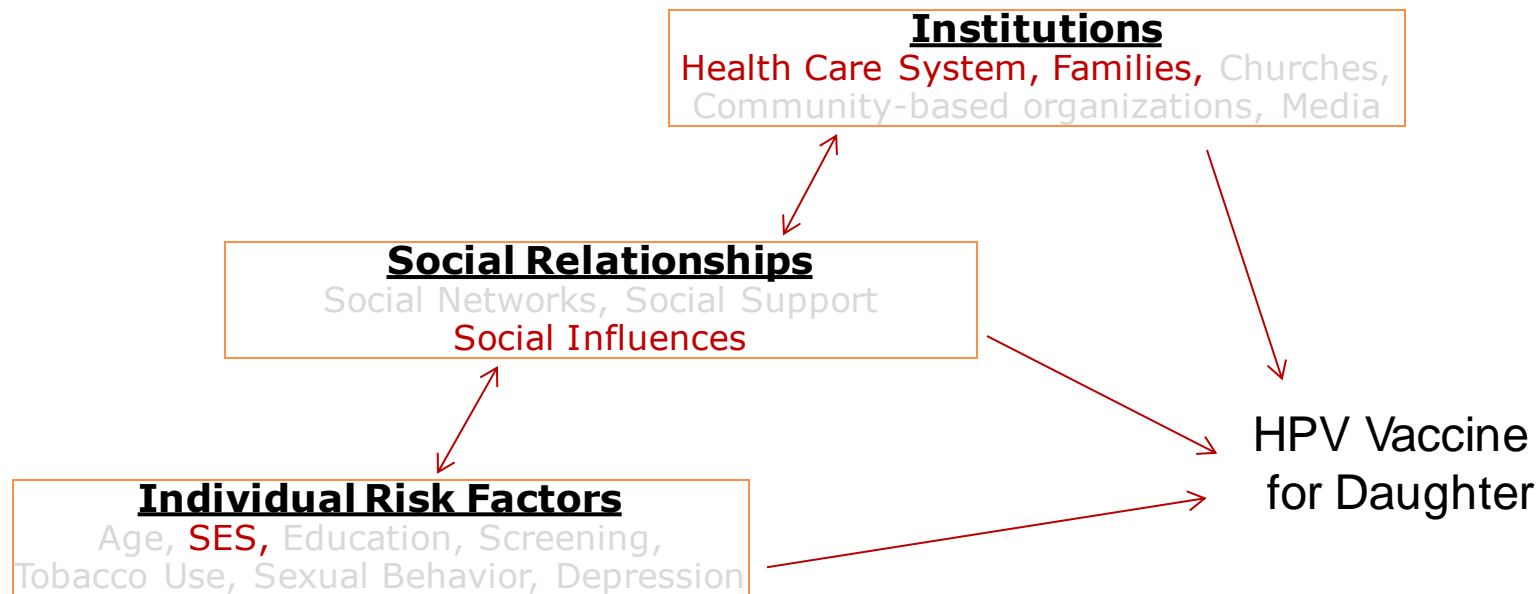 Institutions
Health Care System, Families, Churches,
Community-based organizations, Media
Social Relationships
Social Networks, Social Support
Social Influences
HPV Vaccine
for Daughter
Individual Risk Factors
Age, SES, Education, Screening,
Tobacco Use, Sexual Behavior, Depression